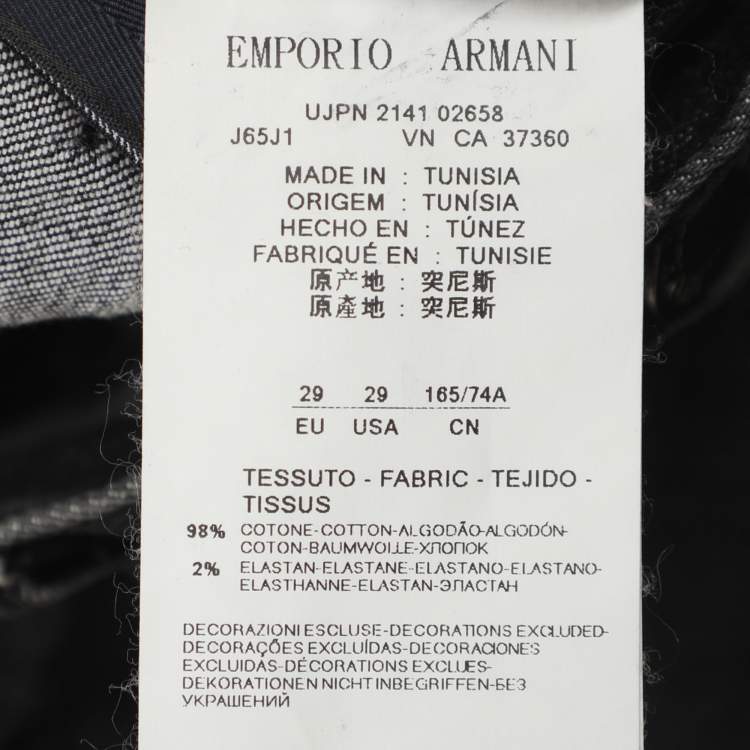 EMPORIO ARMANI
UJPN 2141 02658
J65J1 VN CA 37360
MADE IN : TUNISIA
ORIGEM : TUNÍSIA
HECHO EN : TÚNEZ
FABRIQUÉ EN : TUNISIE
原产地 : 突尼斯
原產地 : 突尼斯
29 29 165/74A
EU USA CN
TESSUTO - FABRIC - TEJIDO -
TISSUS
98% COTONE-COTTON-ALGODÃO-ALGODÓN-
COTON-BAUMWOLLE-ХЛОПОК
2% ELASTAN-ELASTANE-ELASTANO-ELASTANO-
ELASTHANNE-ELASTAN-ЭЛАСТАН
DECORAZIONI ESCLUSE-DECORATIONS EXCLUDED-
DECORAÇÕES EXCLUÍDAS-DECORACIONES
EXCLUIDAS-DÉCORATIONS EXCLUES-
DEKORATIONEN NICHT INBEGRIFFEN-БЕЗ
УКРАШЕНИЙ